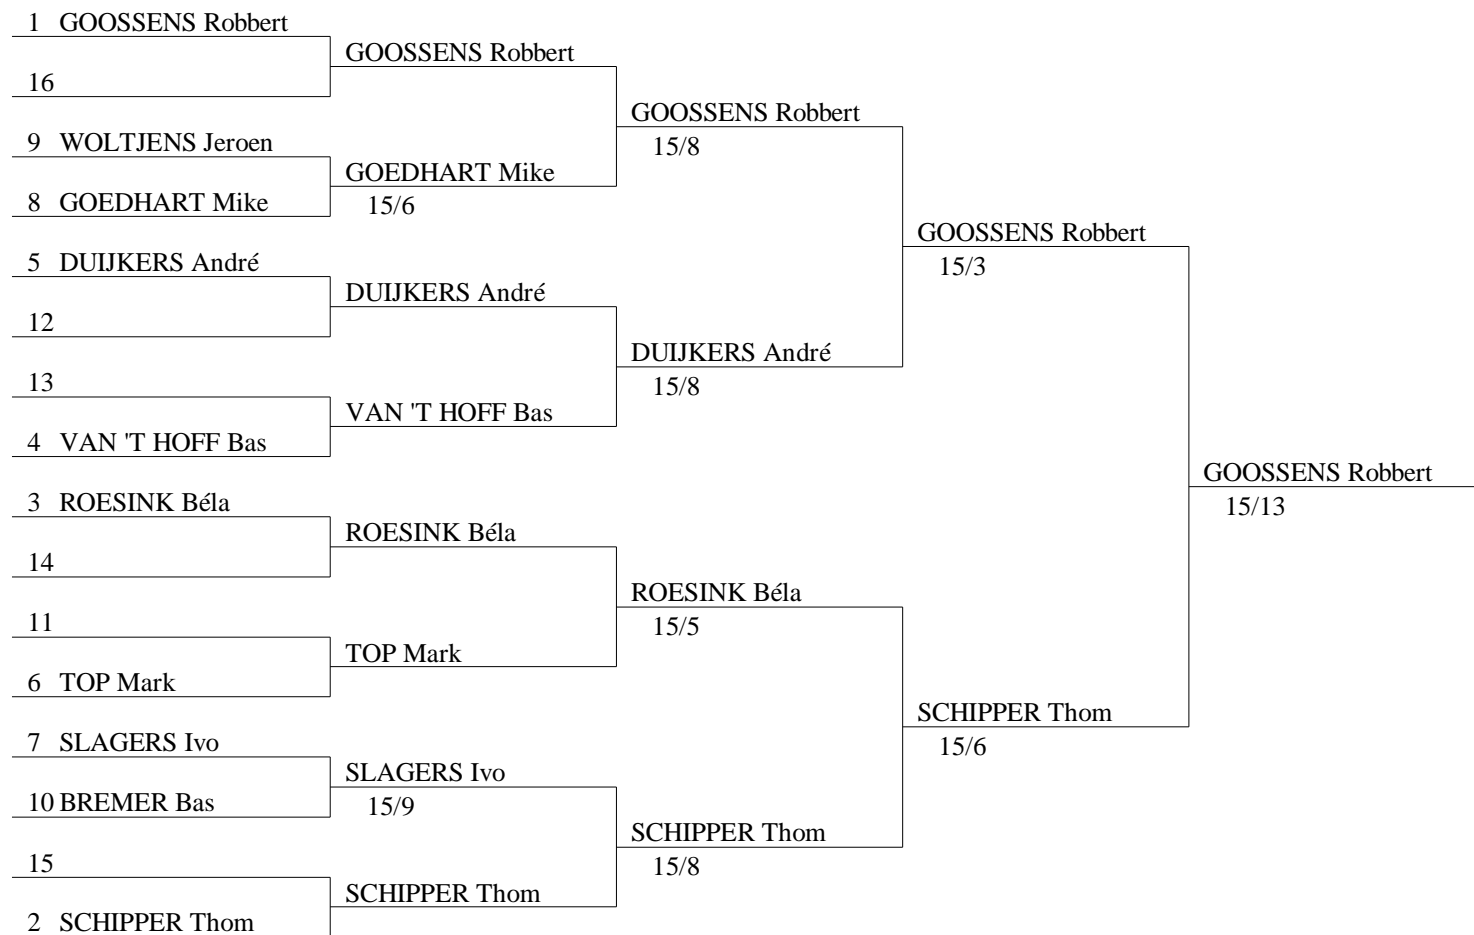 1 GOOSSENS Robbert
16
9 WOLTJENS Jeroen
8 GOEDHART Mike
5 DUIJKERS André
12
13
4 VAN 'T HOFF Bas
3 ROESINK Béla
14
11
6 TOP Mark
7 SLAGERS Ivo
10 BREMER Bas
15
2 SCHIPPER Thom
GOOSSENS Robbert
GOEDHART Mike
15/6
DUIJKERS André
VAN 'T HOFF Bas
ROESINK Béla
TOP Mark
SLAGERS Ivo
15/9
SCHIPPER Thom
GOOSSENS Robbert
15/8
DUIJKERS André
15/8
ROESINK Béla
15/5
SCHIPPER Thom
15/8
GOOSSENS Robbert
15/3
SCHIPPER Thom
15/6
GOOSSENS Robbert
15/13